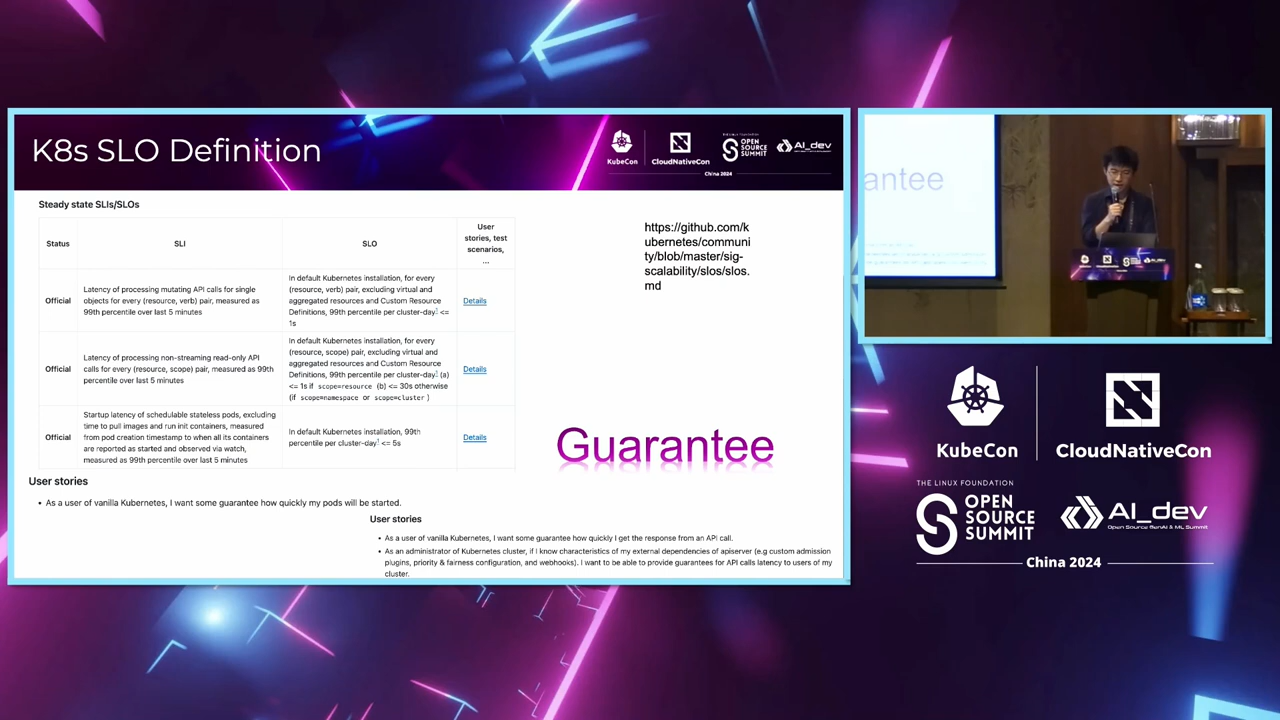 K8s SLO Definition
KubeCon
CloudNativeCon
THE LINUX FOUNDATION
OPEN
SOURCE
SUMMIT
AI_dev
China 2024
Steady state SLIs/SLOs
Status
SLI
SLO
User
stories, test
scenarios,
...
Official
Latency of processing mutating API calls for single
objects for every (resource, verb) pair, measured as
99th percentile over last 5 minutes
In default Kubernetes installation, for every
(resource, verb) pair, excluding virtual and
aggregated resources and Custom Resource
Definitions, 99th percentile per cluster-day¹ <=
1s
Details
Official
Latency of processing non-streaming read-only API
calls for every (resource, scope) pair, measured as 99th
percentile over last 5 minutes
In default Kubernetes installation, for every
(resource, scope) pair, excluding virtual and
aggregated resources and Custom Resource
Definitions, 99th percentile per cluster-day¹ (a)
<= 1s if scope=resource (b) <= 30s otherwise
(if scope=namespace or scope=cluster )
Details
Official
Startup latency of schedulable stateless pods, excluding
time to pull images and run init containers, measured
from pod creation timestamp to when all its containers
are reported as started and observed via watch,
measured as 99th percentile over last 5 minutes
In default Kubernetes installation, 99th
percentile per cluster-day¹ <= 5s
Details
https://github.com/k
ubernetes/communi
ty/blob/master/sig-
scalability/slos/slos.
md
Guarantee
User stories
• As a user of vanilla Kubernetes, I want some guarantee how quickly my pods will be started.
User stories
• As a user of vanilla Kubernetes, I want some guarantee how quickly I get the response from an API call.
• As an administrator of Kubernetes cluster, if I know characteristics of my external dependencies of apiserver (e.g custom admission
plugins, priority & fairness configuration, and webhooks). I want to be able to provide guarantees for API calls latency to users of my
cluster.
antee
KubeCon
CloudNativeCon
THE LINUX FOUNDATION
OPEN
SOURCE
SUMMIT
AI_dev
Open Source GenAI & ML Summit
China 2024